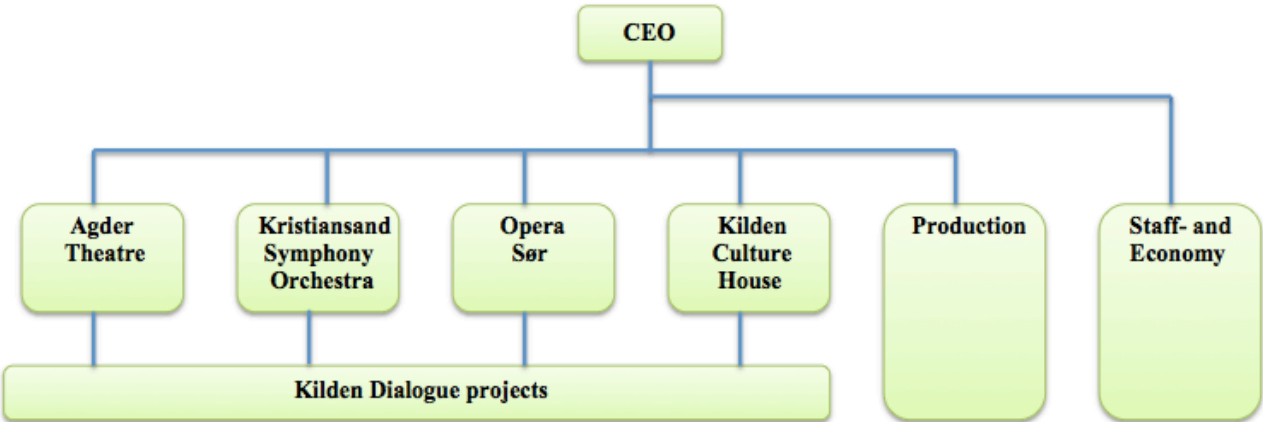 CEO
Agder
Theatre
Kristiansand
Symphony
Orchestra
Opera
Sør
Kilden
Culture
House
Production
Staff- and
Economy
Kilden Dialogue projects